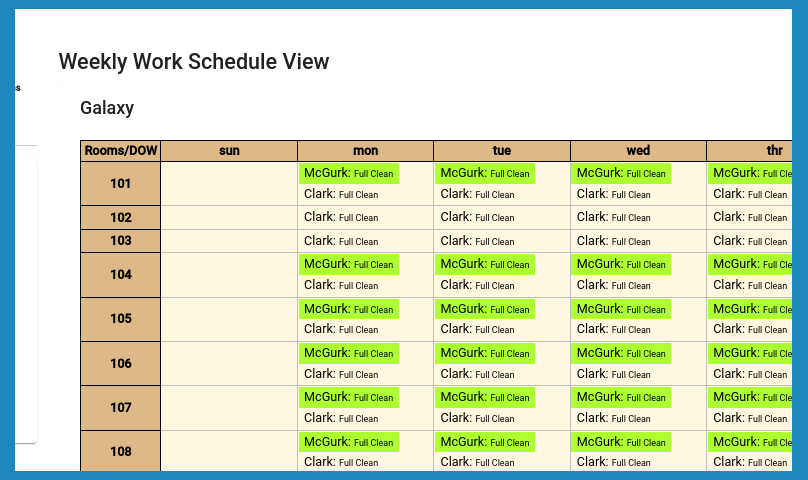 Weekly Work Schedule View
Galaxy
Rooms/DOW sun mon tue wed thr
101 McGurk: Full Clean McGurk: Full Clean McGurk: Full Clean McGurk: Full Cle
Clark: Full Clean Clark: Full Clean Clark: Full Clean Clark: Full Clean
102 Clark: Full Clean Clark: Full Clean Clark: Full Clean Clark: Full Clean
103 Clark: Full Clean Clark: Full Clean Clark: Full Clean Clark: Full Clean
104 McGurk: Full Clean McGurk: Full Clean McGurk: Full Clean McGurk: Full Cle
Clark: Full Clean Clark: Full Clean Clark: Full Clean Clark: Full Clean
105 McGurk: Full Clean McGurk: Full Clean McGurk: Full Clean McGurk: Full Cle
Clark: Full Clean Clark: Full Clean Clark: Full Clean Clark: Full Clean
106 McGurk: Full Clean McGurk: Full Clean McGurk: Full Clean McGurk: Full Cle
Clark: Full Clean Clark: Full Clean Clark: Full Clean Clark: Full Clean
107 McGurk: Full Clean McGurk: Full Clean McGurk: Full Clean McGurk: Full Cle
Clark: Full Clean Clark: Full Clean Clark: Full Clean Clark: Full Clean
108 McGurk: Full Clean McGurk: Full Clean McGurk: Full Clean McGurk: Full Cle
Clark: Full Clean Clark: Full Clean Clark: Full Clean Clark: Full Clean